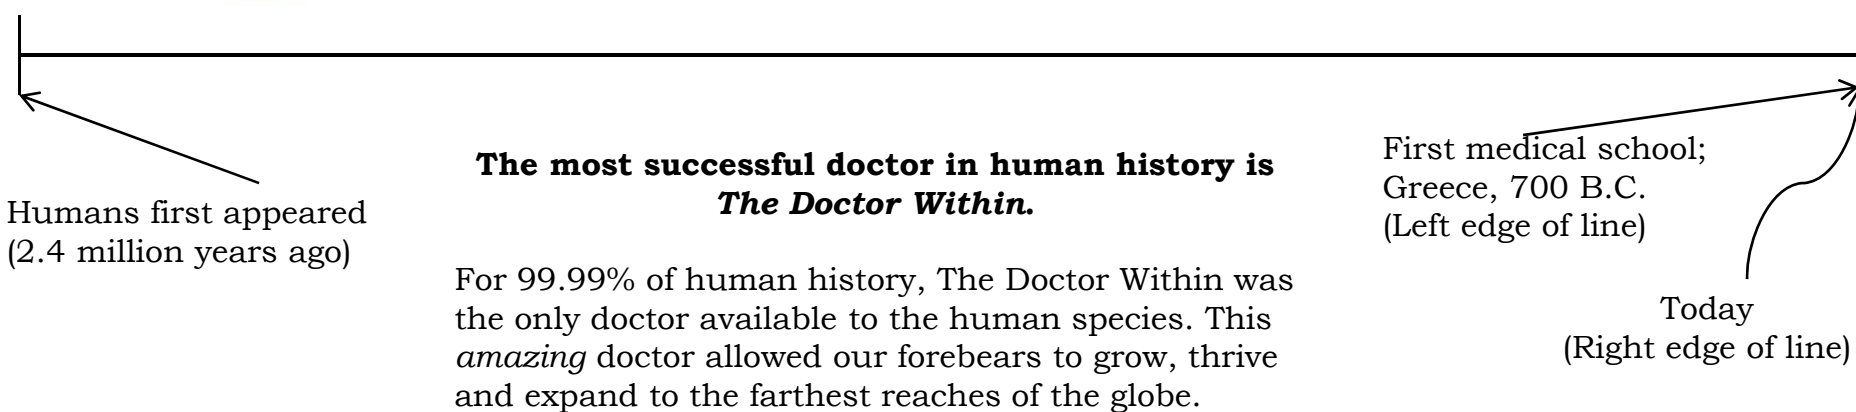 Humans first appeared
(2.4 million years ago)
The most successful doctor in human history is
The Doctor Within.
For 99.99% of human history, The Doctor Within was
the only doctor available to the human species. This
amazing doctor allowed our forebears to grow, thrive
and expand to the farthest reaches of the globe.
First medical school;
Greece, 700 B.C.
(Left edge of line)
Today
(Right edge of line)